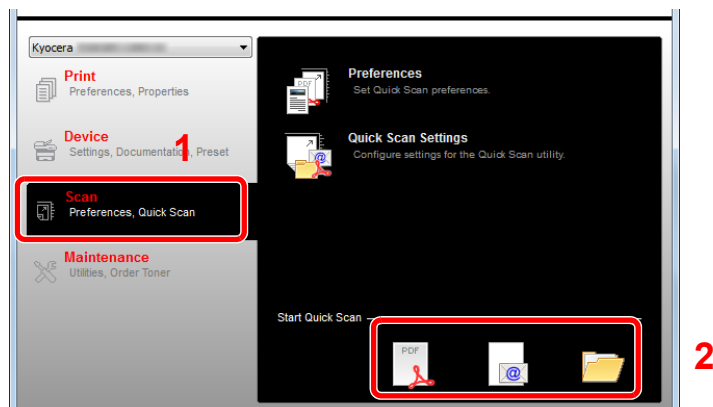 Kyocera
Print
Preferences, Properties
Device
Settings, Documentation, Preset
1
Scan
Preferences, Quick Scan
Maintenance
Utilities, Order Toner
Preferences
Set Quick Scan preferences.
Quick Scan Settings
Configure settings for the Quick Scan utility.
Start Quick Scan
PDF
@
2